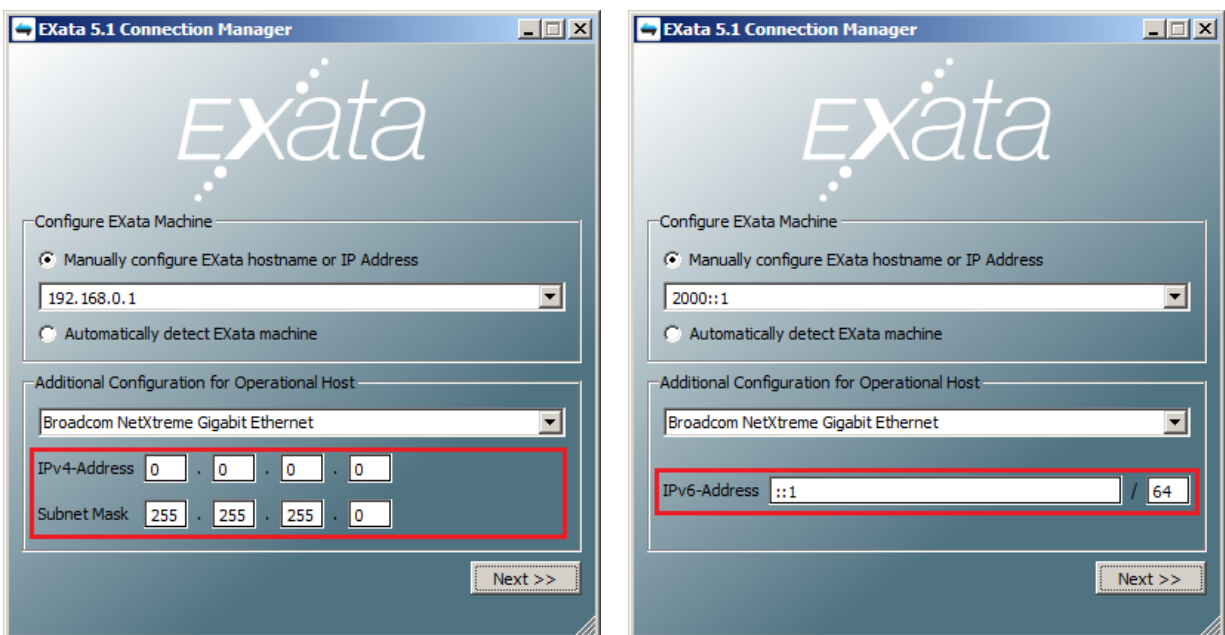 EXata 5.1 Connection Manager
EXata
Configure EXata Machine
Manually configure EXata hostname or IP Address
192.168.0.1
Automatically detect EXata machine
Additional Configuration for Operational Host
Broadcom NetXtreme Gigabit Ethernet
IPv4-Address 0 . 0 . 0 . 0
Subnet Mask 255 . 255 . 255 . 0
Next >>
EXata 5.1 Connection Manager
EXata
Configure EXata Machine
Manually configure EXata hostname or IP Address
2000::1
Automatically detect EXata machine
Additional Configuration for Operational Host
Broadcom NetXtreme Gigabit Ethernet
IPv6-Address ::1 / 64
Next >>